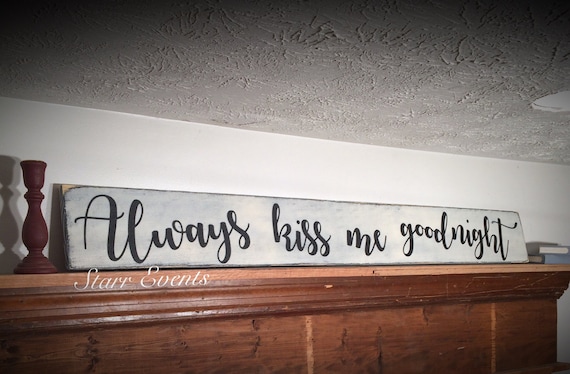 Always kiss me goodnight
Starr Events